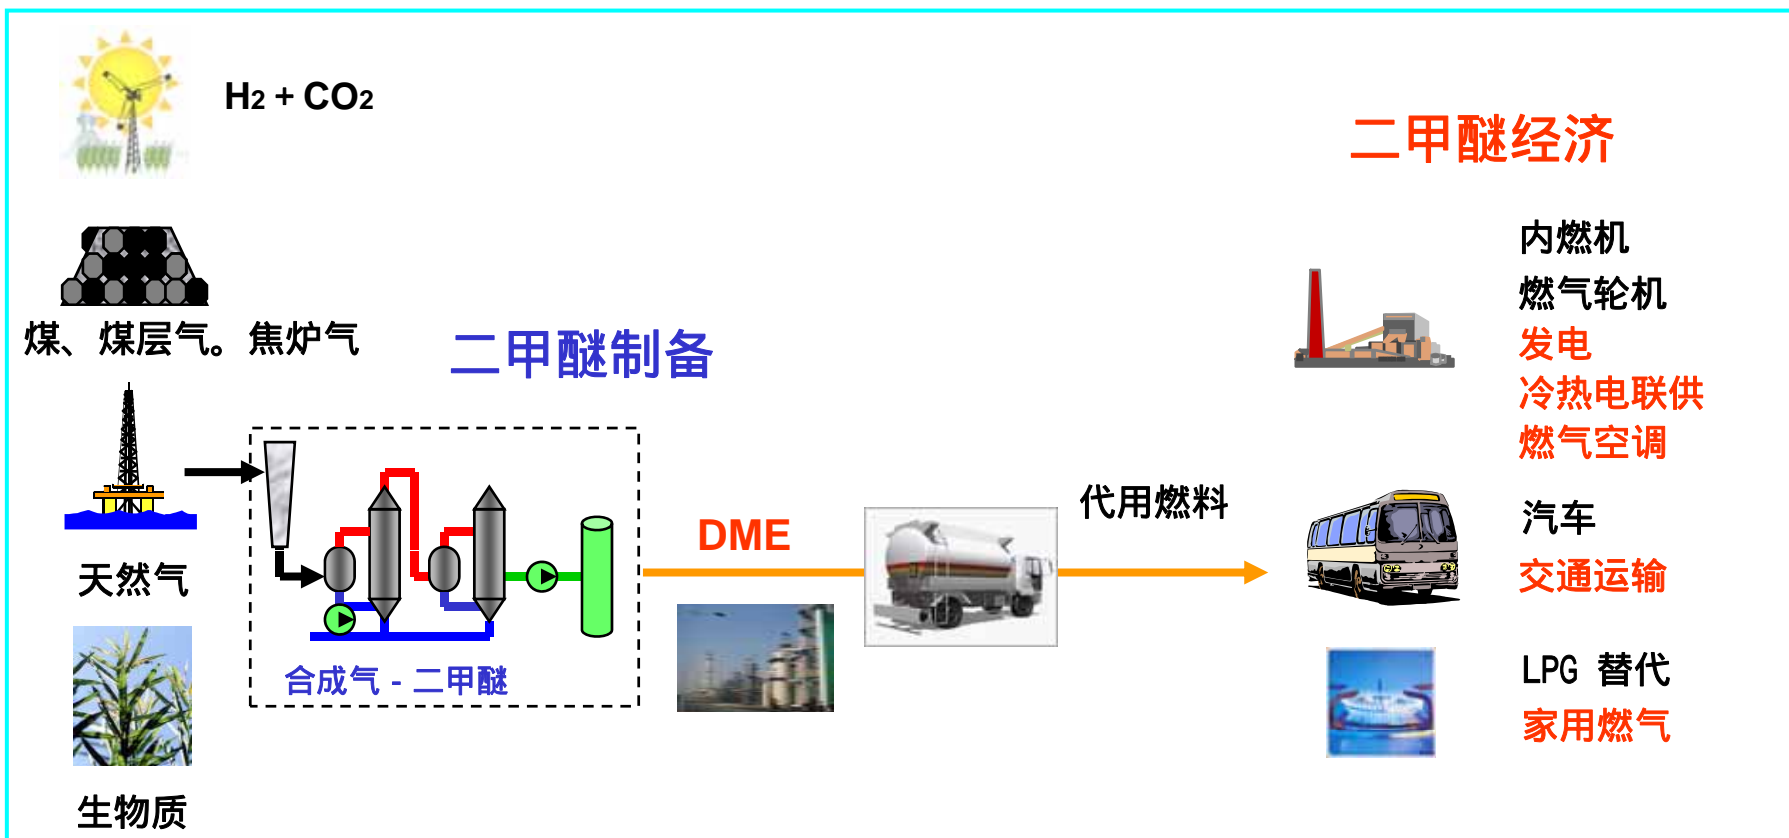 H2 + CO2
二甲醚经济
内燃机
燃气轮机
发电
冷热电联供
燃气空调
煤、煤层气。焦炉气
二甲醚制备
代用燃料
汽车
交通运输
DME
天然气
合成气 - 二甲醚
LPG 替代
家用燃气
生物质